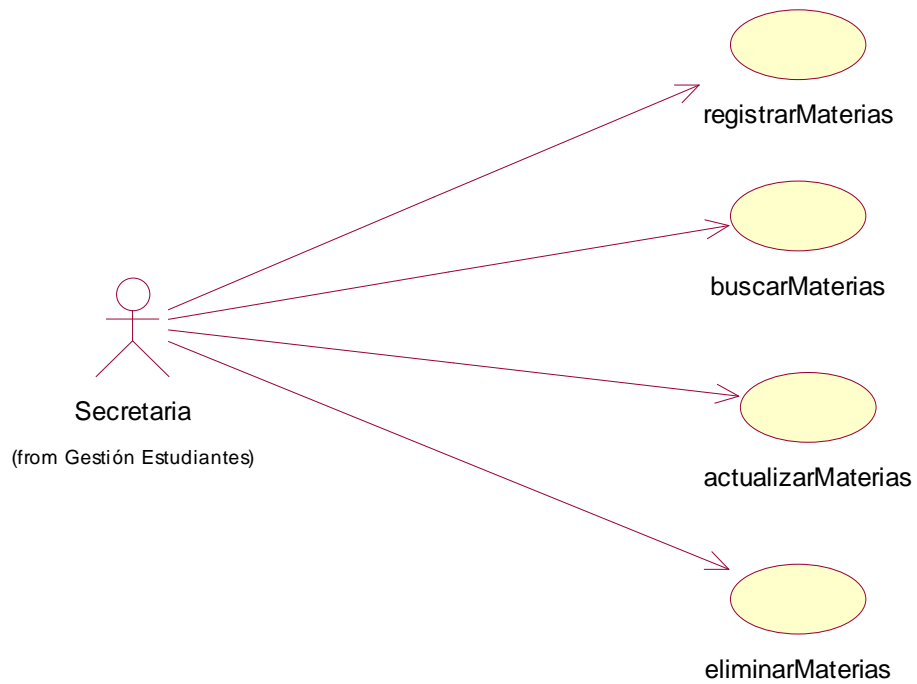 registrarMaterias
buscarMaterias
Secretaria
(from Gestión Estudiantes)
actualizarMaterias
eliminarMaterias